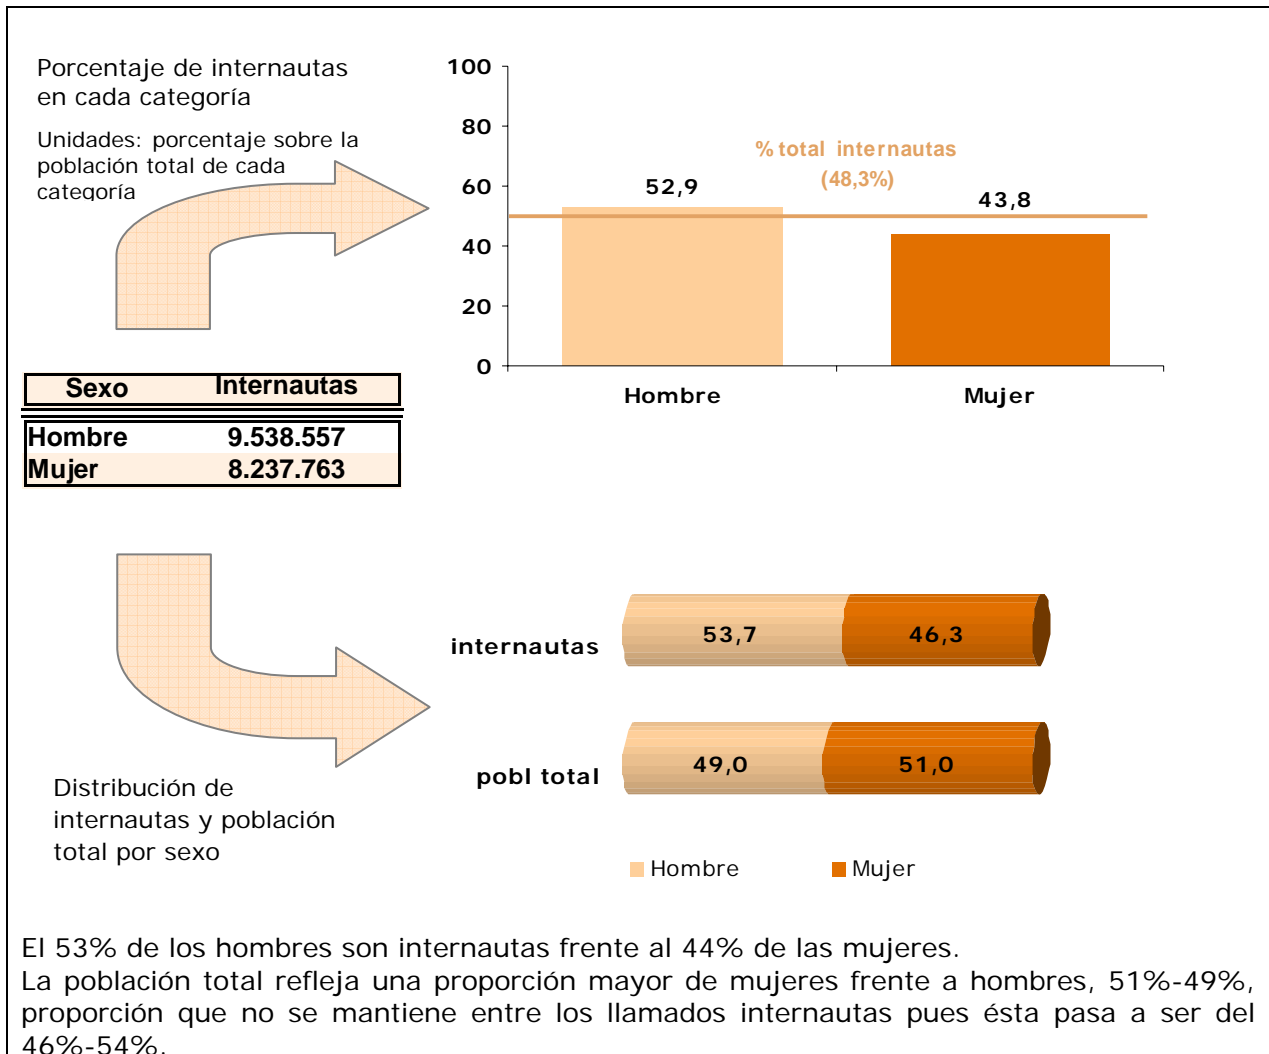 Porcentaje de internautas
en cada categoría
Unidades: porcentaje sobre la
población total de cada
categoría
100
80
60
40
20
0
% total internautas
(48,3%)
52,9
43,8
Hombre
Mujer
Sexo Internautas
Hombre 9.538.557
Mujer 8.237.763
internautas
53,7
46,3
pobl total
49,0
51,0
Hombre
Mujer
Distribución de
internautas y población
total por sexo
El 53% de los hombres son internautas frente al 44% de las mujeres.
La población total refleja una proporción mayor de mujeres frente a hombres, 51%-49%,
proporción que no se mantiene entre los llamados internautas pues ésta pasa a ser del
46%-54%.